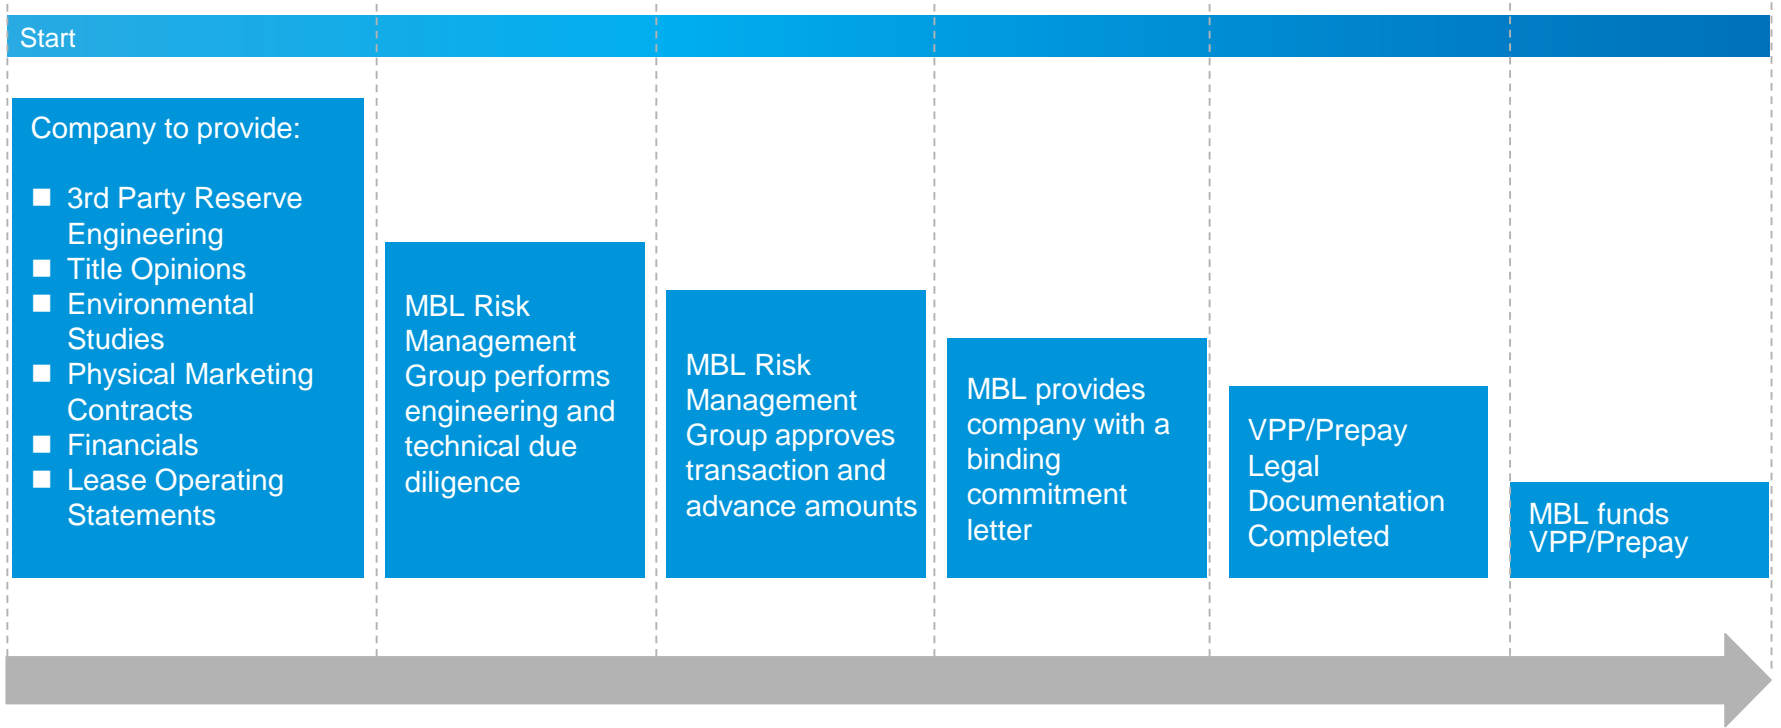 Start
Company to provide:
■ 3rd Party Reserve
Engineering
■ Title Opinions
■ Environmental
Studies
■ Physical Marketing
Contracts
■ Financials
■ Lease Operating
Statements
MBL Risk
Management
Group performs
engineering and
technical due
diligence
MBL Risk
Management
Group approves
transaction and
advance amounts
MBL provides
company with a
binding
commitment
letter
VPP/Prepay
Legal
Documentation
Completed
MBL funds
VPP/Prepay